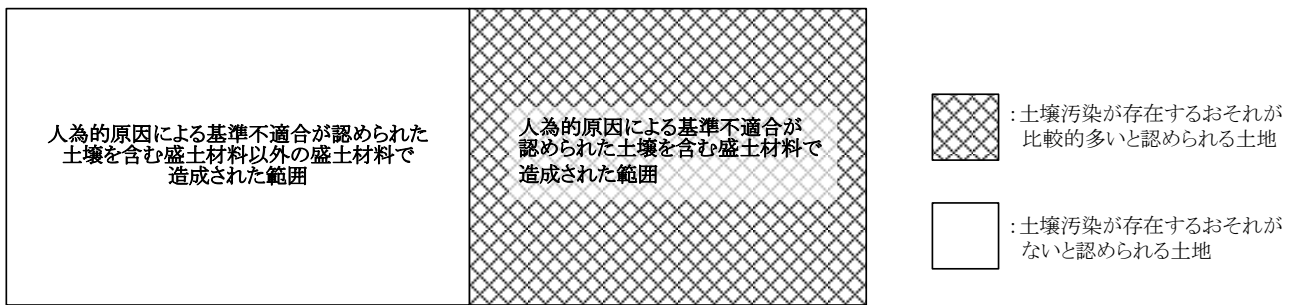 人為的原因による基準不適合が認められた
土壌を含む盛土材料以外の盛土材料で
造成された範囲
人為的原因による基準不適合が
認められた土壌を含む盛土材料で
造成された範囲
：土壌汚染が存在するおそれが
比較的多いと認められる土地
：土壌汚染が存在するおそれが
ないと認められる土地